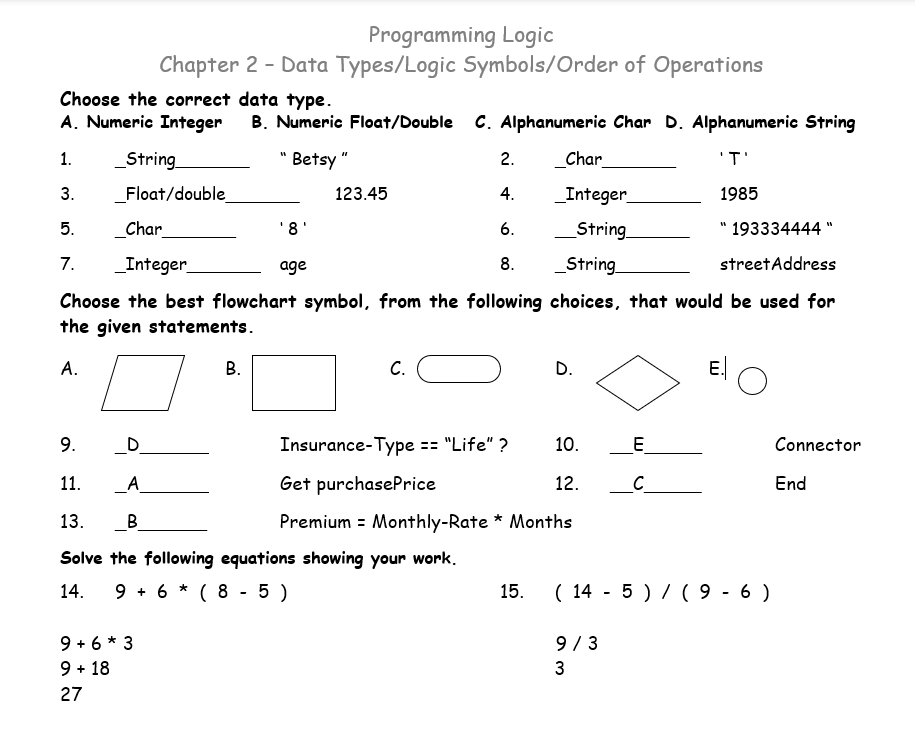 Programming Logic
Chapter 2 – Data Types/Logic Symbols/Order of Operations
Choose the correct data type.
A. Numeric Integer B. Numeric Float/Double C. Alphanumeric Char D. Alphanumeric String
1. _String________ “ Betsy ” 2. _Char________ ' T '
3. _Float/double________ 123.45 4. _Integer________ 1985
5. _Char________ ' 8 ' 6. __String_______ “ 193334444 “
7. _Integer________ age 8. _String________ streetAddress
Choose the best flowchart symbol, from the following choices, that would be used for
the given statements.
A. B. C. D. E.
9. _D_______ Insurance-Type == “Life” ? 10. __E______ Connector
11. _A_______ Get purchasePrice 12. __C______ End
13. _B_______ Premium = Monthly-Rate * Months
Solve the following equations showing your work.
14. 9 + 6 * ( 8 - 5 ) 15. ( 14 - 5 ) / ( 9 - 6 )
9 + 6 * 3 9 / 3
9 + 18 3
27